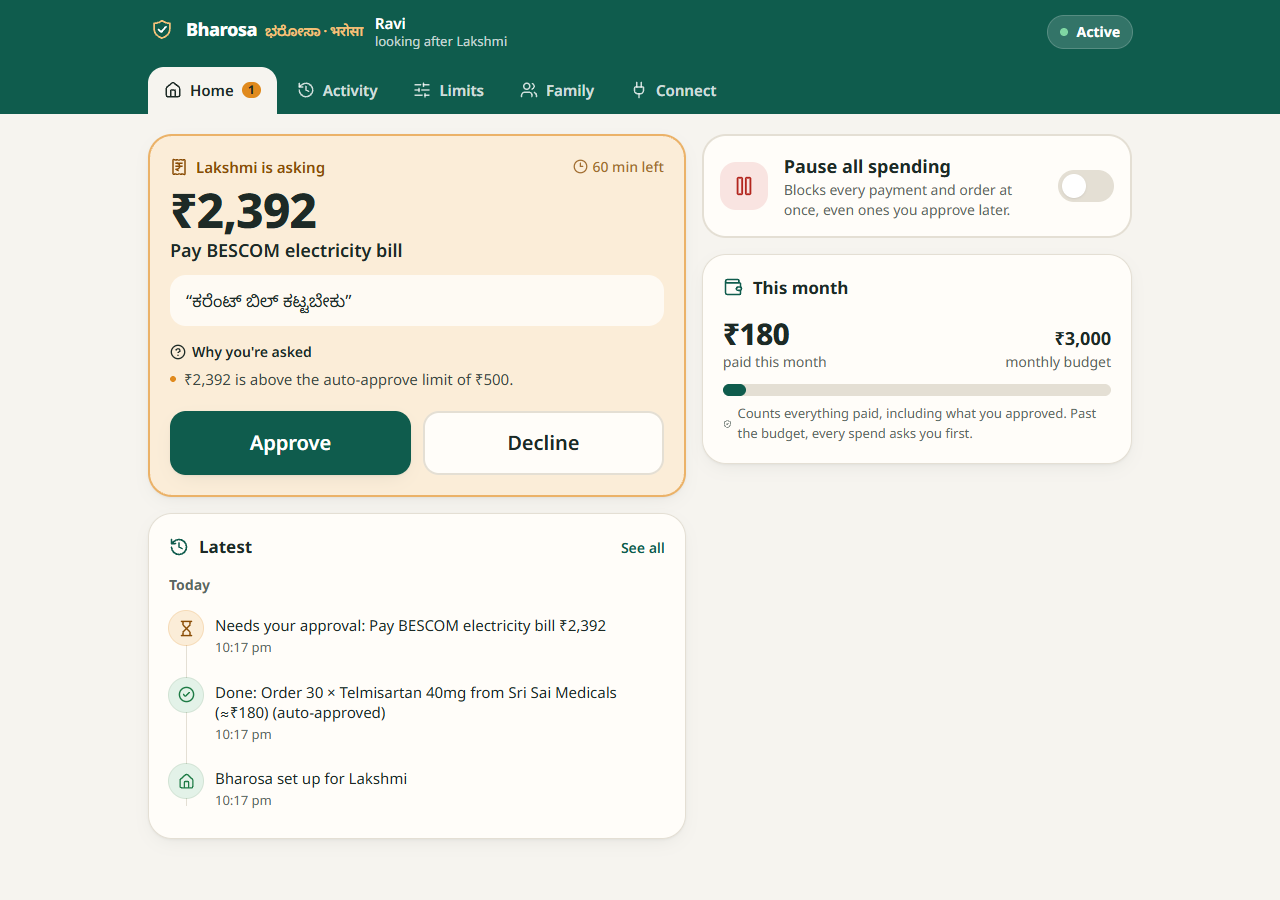 Bharosa ಭರೋಸಾ · भरोसा
Ravi
looking after Lakshmi
Active
Home 1
Activity
Limits
Family
Connect
Lakshmi is asking
60 min left
₹2,392
Pay BESCOM electricity bill
“ಕರೆಂಟ್ ಬಿಲ್ ಕಟ್ಟಬೇಕು”
Why you're asked
₹2,392 is above the auto-approve limit of ₹500.
Approve
Decline
Latest
See all
Today
Needs your approval: Pay BESCOM electricity bill ₹2,392
10:17 pm
Done: Order 30 × Telmisartan 40mg from Sri Sai Medicals
(≈₹180) (auto-approved)
10:17 pm
Bharosa set up for Lakshmi
10:17 pm
Pause all spending
Blocks every payment and order at
once, even ones you approve later.
This month
₹180
₹3,000
paid this month
monthly budget
Counts everything paid, including what you approved. Past
the budget, every spend asks you first.